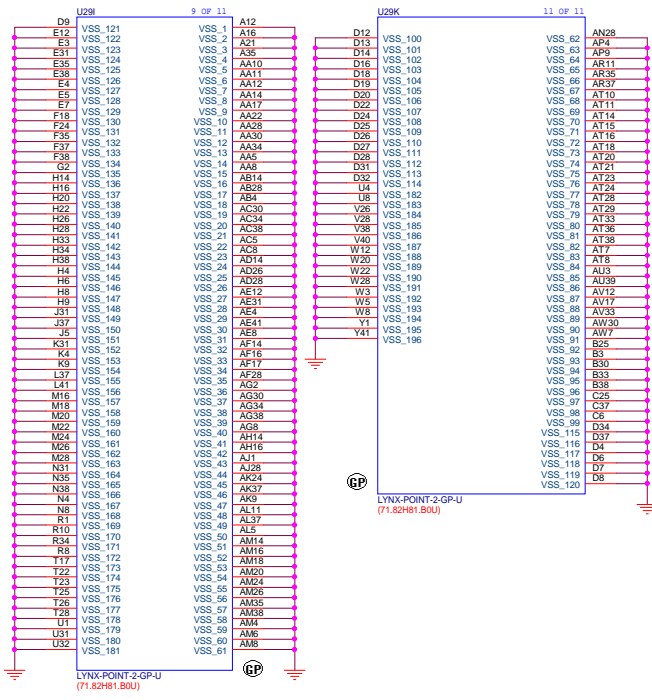 U29I 9 OF 11
D9 VSS_121 VSS_1 A12
E12 VSS_122 VSS_2 A16
E3 VSS_123 VSS_3 A21
E31 VSS_124 VSS_4 A35
E35 VSS_125 VSS_5 AA10
E38 VSS_126 VSS_6 AA11
E4 VSS_127 VSS_7 AA12
E5 VSS_128 VSS_8 AA14
E7 VSS_129 VSS_9 AA17
F18 VSS_130 VSS_10 AA22
F24 VSS_131 VSS_11 AA28
F35 VSS_132 VSS_12 AA30
F37 VSS_133 VSS_13 AA34
F38 VSS_134 VSS_14 AA5
G2 VSS_135 VSS_15 AA8
H14 VSS_136 VSS_16 AB14
H16 VSS_137 VSS_17 AB28
H20 VSS_138 VSS_18 AB4
H22 VSS_139 VSS_19 AC30
H26 VSS_140 VSS_20 AC34
H28 VSS_141 VSS_21 AC38
H33 VSS_142 VSS_22 AC5
H34 VSS_143 VSS_23 AC8
H38 VSS_144 VSS_24 AD14
H4 VSS_145 VSS_25 AD26
H6 VSS_146 VSS_26 AD28
H8 VSS_147 VSS_27 AE12
H9 VSS_148 VSS_28 AE31
J31 VSS_149 VSS_29 AE4
J37 VSS_150 VSS_30 AE41
J5 VSS_151 VSS_31 AE8
K31 VSS_152 VSS_32 AF14
K4 VSS_153 VSS_33 AF16
K9 VSS_154 VSS_34 AF17
L37 VSS_155 VSS_35 AF28
L41 VSS_156 VSS_36 AG2
M16 VSS_157 VSS_37 AG30
M18 VSS_158 VSS_38 AG34
M20 VSS_159 VSS_39 AG38
M22 VSS_160 VSS_40 AG8
M24 VSS_161 VSS_41 AH14
M26 VSS_162 VSS_42 AH16
M28 VSS_163 VSS_43 AJ1
N31 VSS_164 VSS_44 AJ28
N35 VSS_165 VSS_45 AK24
N38 VSS_166 VSS_46 AK37
N4 VSS_167 VSS_47 AK9
N8 VSS_168 VSS_48 AL11
R1 VSS_169 VSS_49 AL37
R10 VSS_170 VSS_50 AL5
R34 VSS_171 VSS_51 AM14
R8 VSS_172 VSS_52 AM16
T17 VSS_173 VSS_53 AM18
T22 VSS_174 VSS_54 AM20
T23 VSS_175 VSS_55 AM24
T25 VSS_176 VSS_56 AM26
T26 VSS_177 VSS_57 AM35
T28 VSS_178 VSS_58 AM38
U1 VSS_179 VSS_59 AM4
U31 VSS_180 VSS_60 AM6
U32 VSS_181 VSS_61 AM8
GP
LYNX-POINT-2-GP-U
(71.82H81.B0U)
U29K 11 OF 11
D12 VSS_100 VSS_62 AN28
D13 VSS_101 VSS_63 AP4
D14 VSS_102 VSS_64 AP9
D16 VSS_103 VSS_65 AR11
D18 VSS_104 VSS_66 AR35
D19 VSS_105 VSS_67 AR37
D20 VSS_106 VSS_68 AT10
D22 VSS_107 VSS_69 AT11
D24 VSS_108 VSS_70 AT14
D25 VSS_109 VSS_71 AT15
D26 VSS_110 VSS_72 AT16
D27 VSS_111 VSS_73 AT18
D28 VSS_112 VSS_74 AT20
D31 VSS_113 VSS_75 AT21
D32 VSS_114 VSS_76 AT23
U4 VSS_182 VSS_77 AT24
U8 VSS_183 VSS_78 AT28
V26 VSS_184 VSS_79 AT29
V28 VSS_185 VSS_80 AT33
V38 VSS_186 VSS_81 AT36
V40 VSS_187 VSS_82 AT38
W12 VSS_188 VSS_83 AT7
W20 VSS_189 VSS_84 AT8
W22 VSS_190 VSS_85 AU3
W28 VSS_191 VSS_86 AU39
W3 VSS_192 VSS_87 AV12
W5 VSS_193 VSS_88 AV17
W8 VSS_194 VSS_89 AV33
Y1 VSS_195 VSS_90 AW30
Y41 VSS_196 VSS_91 AW7
VSS_92 B25
VSS_93 B3
VSS_94 B30
VSS_95 B33
VSS_96 B38
VSS_97 C25
VSS_98 C37
VSS_99 C6
VSS_115 D34
VSS_116 D37
VSS_117 D4
VSS_118 D6
VSS_119 D7
VSS_120 D8
GP
LYNX-POINT-2-GP-U
(71.82H81.B0U)